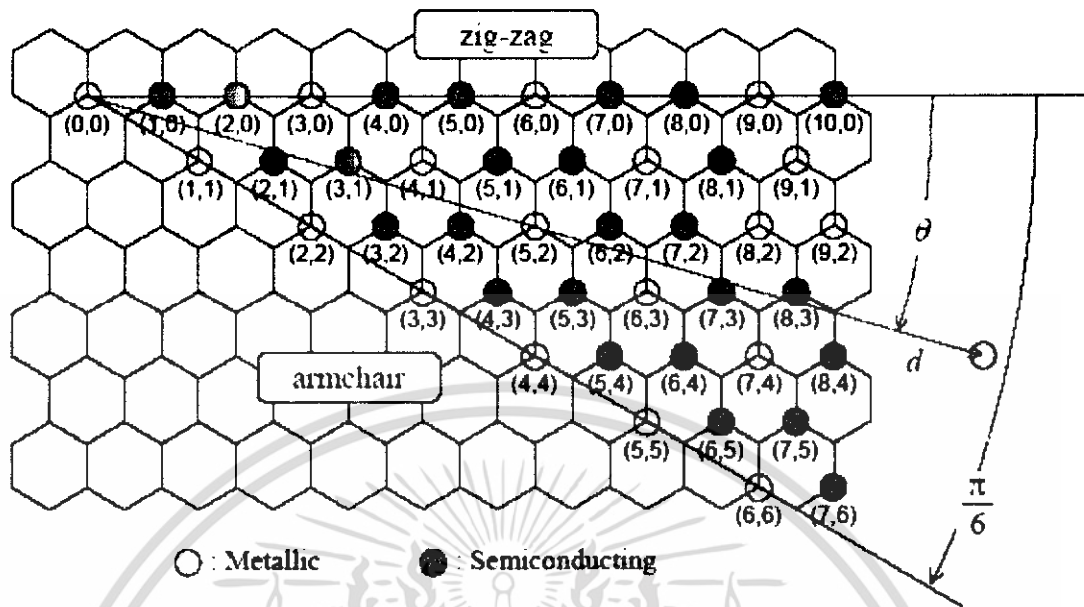 zig-zag
(0,0) (1,0) (2,0) (3,0) (4,0) (5,0) (6,0) (7,0) (8,0) (9,0) (10,0)
(1,1) (2,1) (3,1) (4,1) (5,1) (6,1) (7,1) (8,1) (9,1)
(2,2) (3,2) (4,2) (5,2) (6,2) (7,2) (8,2) (9,2)
θ
(3,3) (4,3) (5,3) (6,3) (7,3) (8,3)
d
armchair
(4,4) (5,4) (6,4) (7,4) (8,4)
(5,5) (6,5) (7,5)
(6,6) (7,6)
π
6
: Metallic
: Semiconducting